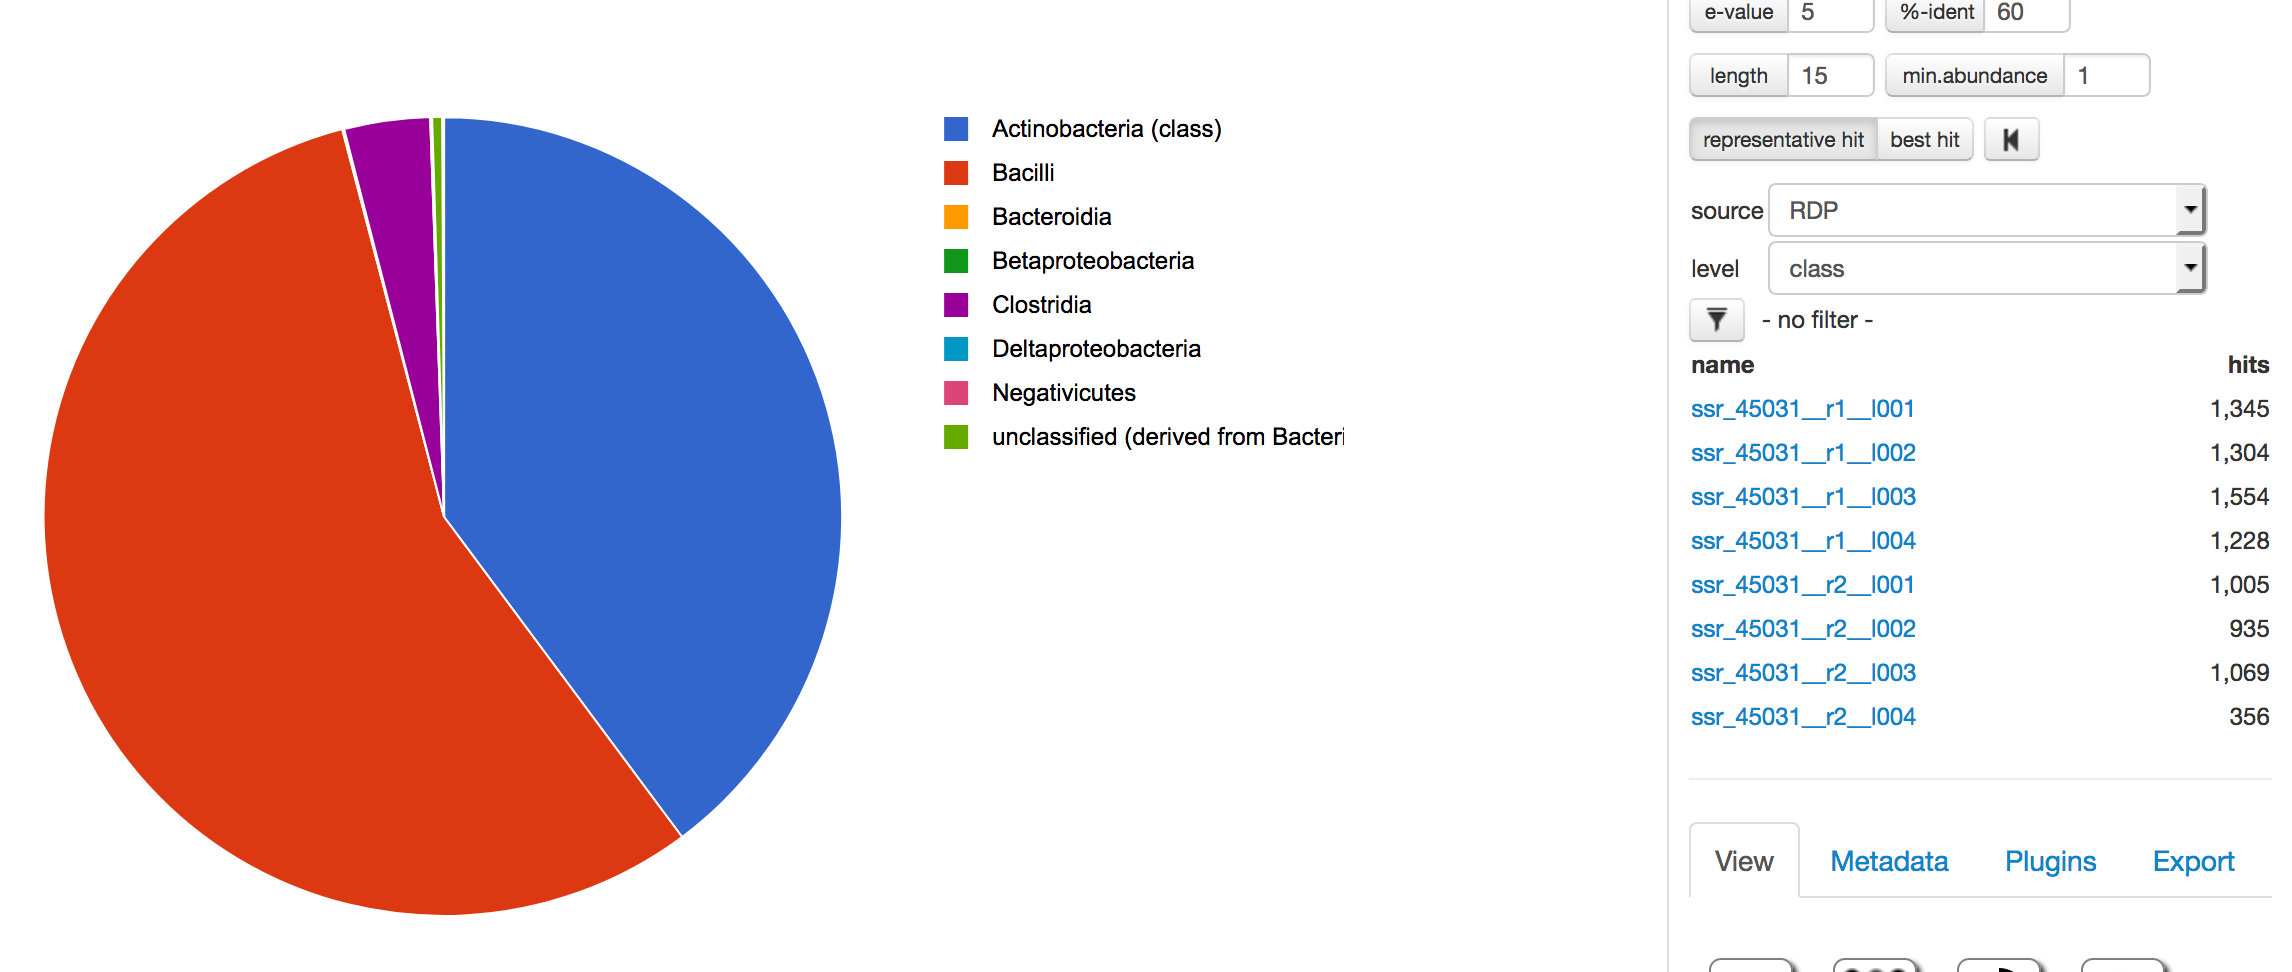 Actinobacteria (class)
Bacilli
Bacteroidia
Betaproteobacteria
Clostridia
Deltaproteobacteria
Negativicutes
unclassified (derived from Bacteri
e-value 5 %-ident 60
length 15 min.abundance 1
representative hit best hit
source RDP
level class
- no filter -
name hits
ssr_45031__r1__l001 1,345
ssr_45031__r1__l002 1,304
ssr_45031__r1__l003 1,554
ssr_45031__r1__l004 1,228
ssr_45031__r2__l001 1,005
ssr_45031__r2__l002 935
ssr_45031__r2__l003 1,069
ssr_45031__r2__l004 356
View Metadata Plugins Export